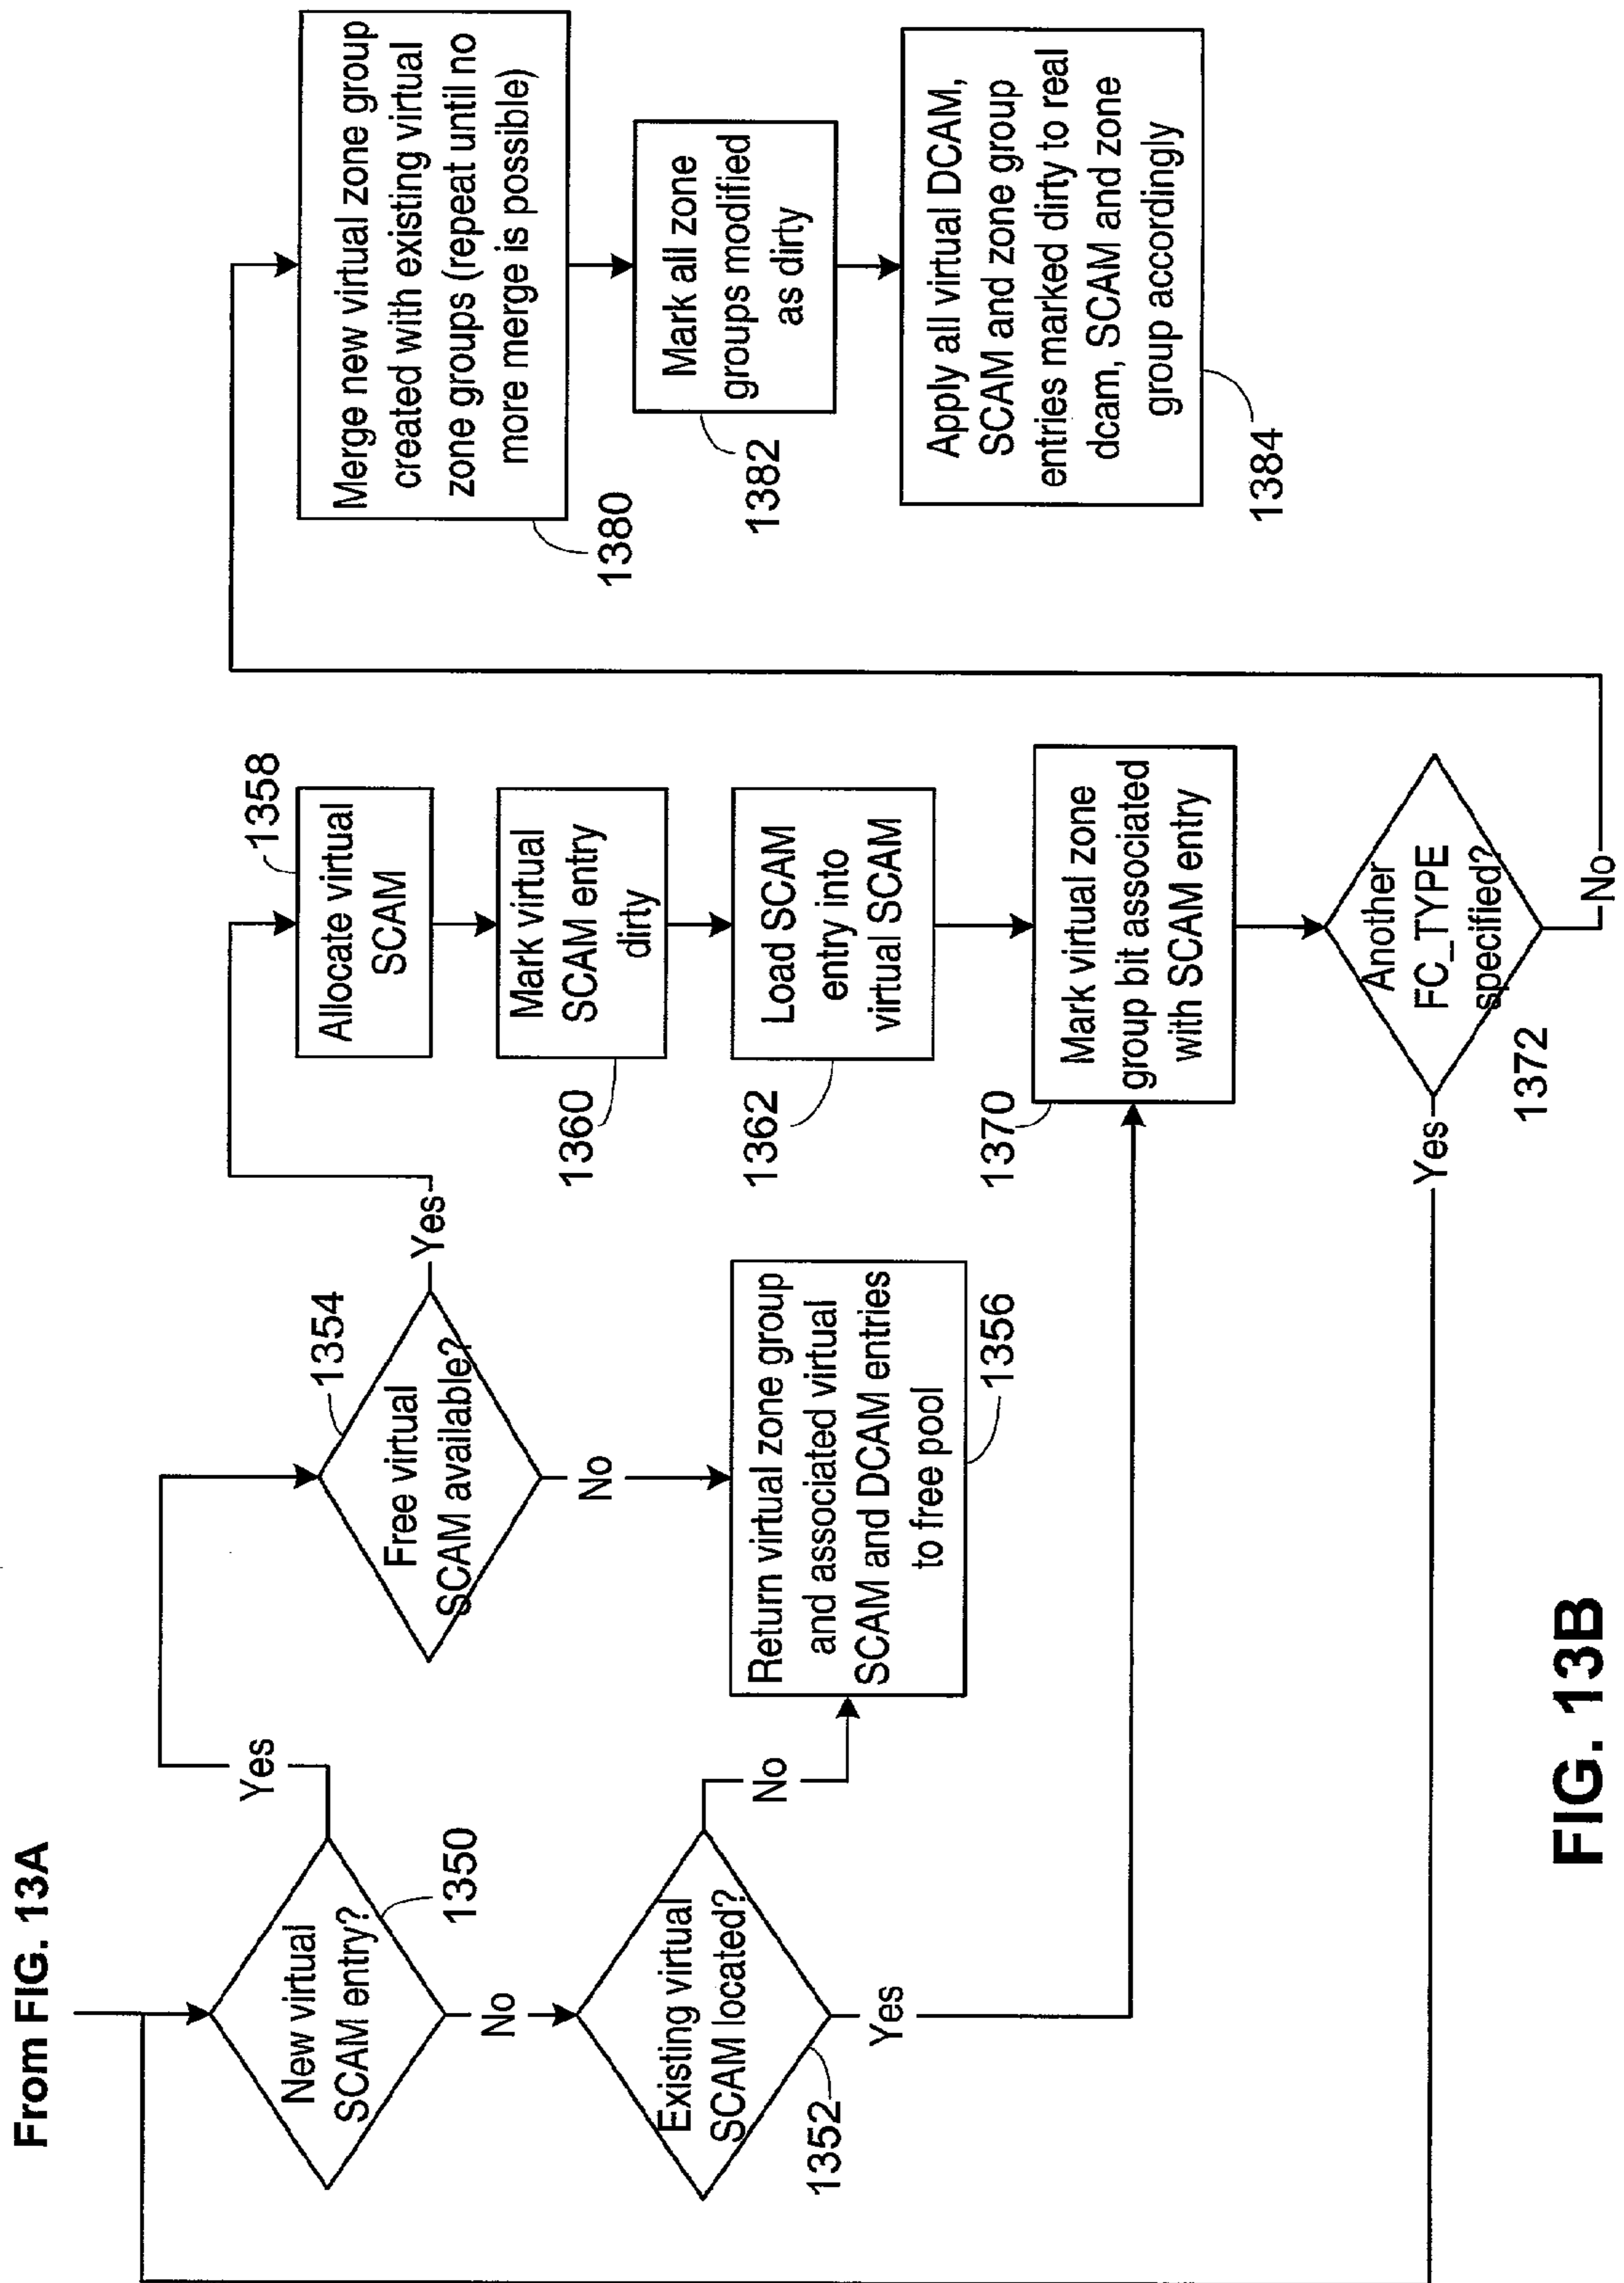 From FIG. 13A
New virtual
SCAM entry?
1350
Yes
No
Existing virtual
SCAM located?
1352
No
Yes
Free virtual
SCAM available?
1354
Yes
No
Return virtual zone group
and associated virtual
SCAM and DCAM entries
to free pool
1356
Allocate virtual
SCAM
1358
Mark virtual
SCAM entry
dirty
1360
Load SCAM
entry into
virtual SCAM
1362
Mark virtual zone
group bit associated
with SCAM entry
1370
Another
FC_TYPE
specified?
1372
Yes
No
Merge new virtual zone group
created with existing virtual
zone groups (repeat until no
more merge is possible)
1380
Mark all zone
groups modified
as dirty
1382
Apply all virtual DCAM,
SCAM and zone group
entries marked dirty to real
dcam, SCAM and zone
group accordingly
1384
FIG. 13B